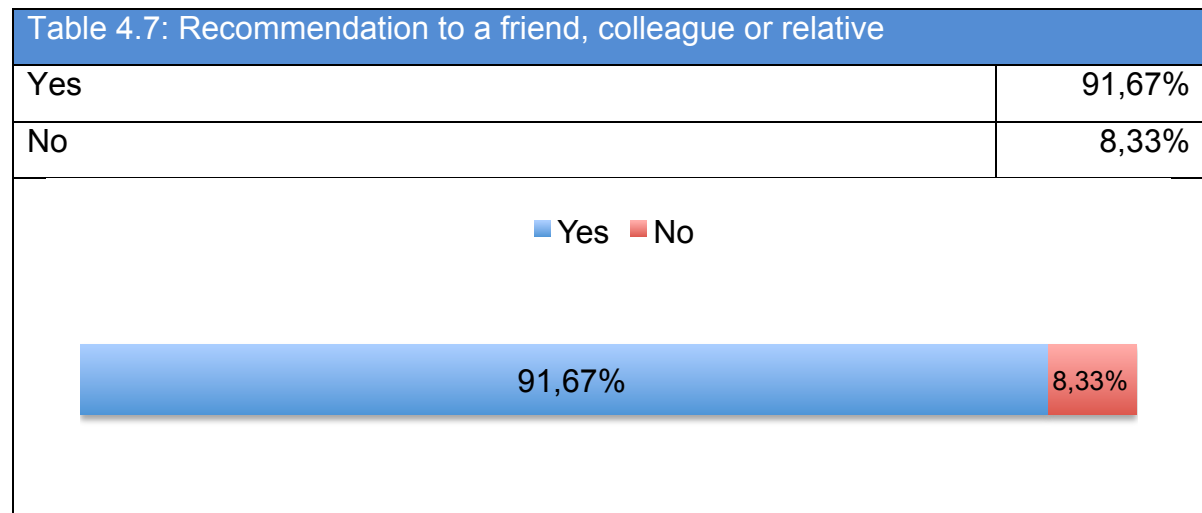 Table 4.7: Recommendation to a friend, colleague or relative
Yes 91,67%
No 8,33%
Yes No
91,67% 8,33%